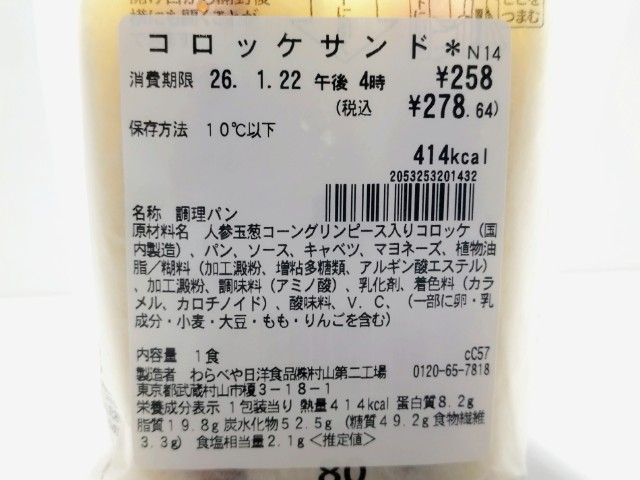 コロッケサンド*N14
消費期限 26. 1.22 午後 4時 ¥258
(税込 ¥278.64)
保存方法 10℃以下
414kcal
2053253201432
名称 調理パン
原材料名 人参玉葱コーングリンピース入りコロッケ(国
内製造)、パン、ソース、キャベツ、マヨネーズ、植物油
脂/糊料(加工澱粉、増粘多糖類、アルギン酸エステル)
、加工澱粉、調味料(アミノ酸)、乳化剤、着色料(カラ
メル、カロチノイド)、酸味料、V.C、(一部に卵・乳
成分・小麦・大豆・もも・りんごを含む)
内容量 1食 cC57
製造者 わらべや日洋食品(株)村山第二工場 0120-65-7818
東京都武蔵村山市榎3-18-1
栄養成分表示 1包装当り 熱量414kcal 蛋白質8.2g
脂質19.8g 炭水化物52.5g (糖質49.2g 食物繊維
3.3g) 食塩相当量2.1g <推定値>